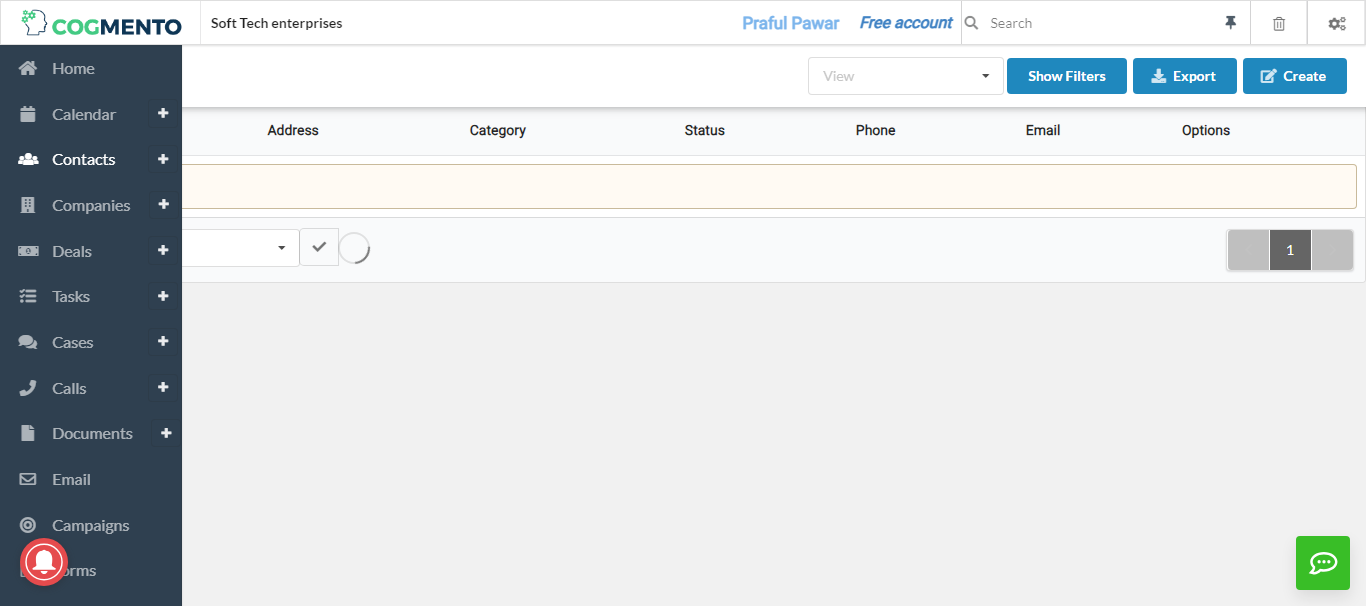 COGMENTO
Soft Tech enterprises
Praful Pawar
Free account
Search
Home
Calendar
Contacts
Companies
Deals
Tasks
Cases
Calls
Documents
Email
Campaigns
orms
View
Show Filters
Export
Create
Address
Category
Status
Phone
Email
Options
1